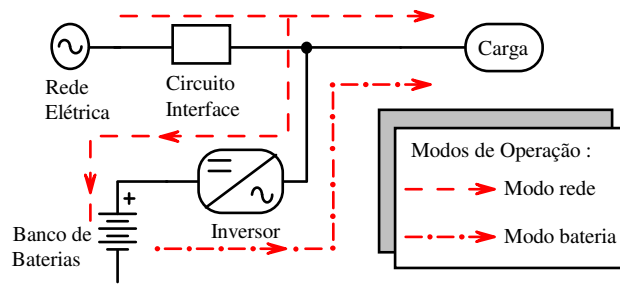 Carga
Rede
Elétrica
Circuito
Interface
Modos de Operação :
Modo rede
Modo bateria
+
Banco de
Baterias
Inversor